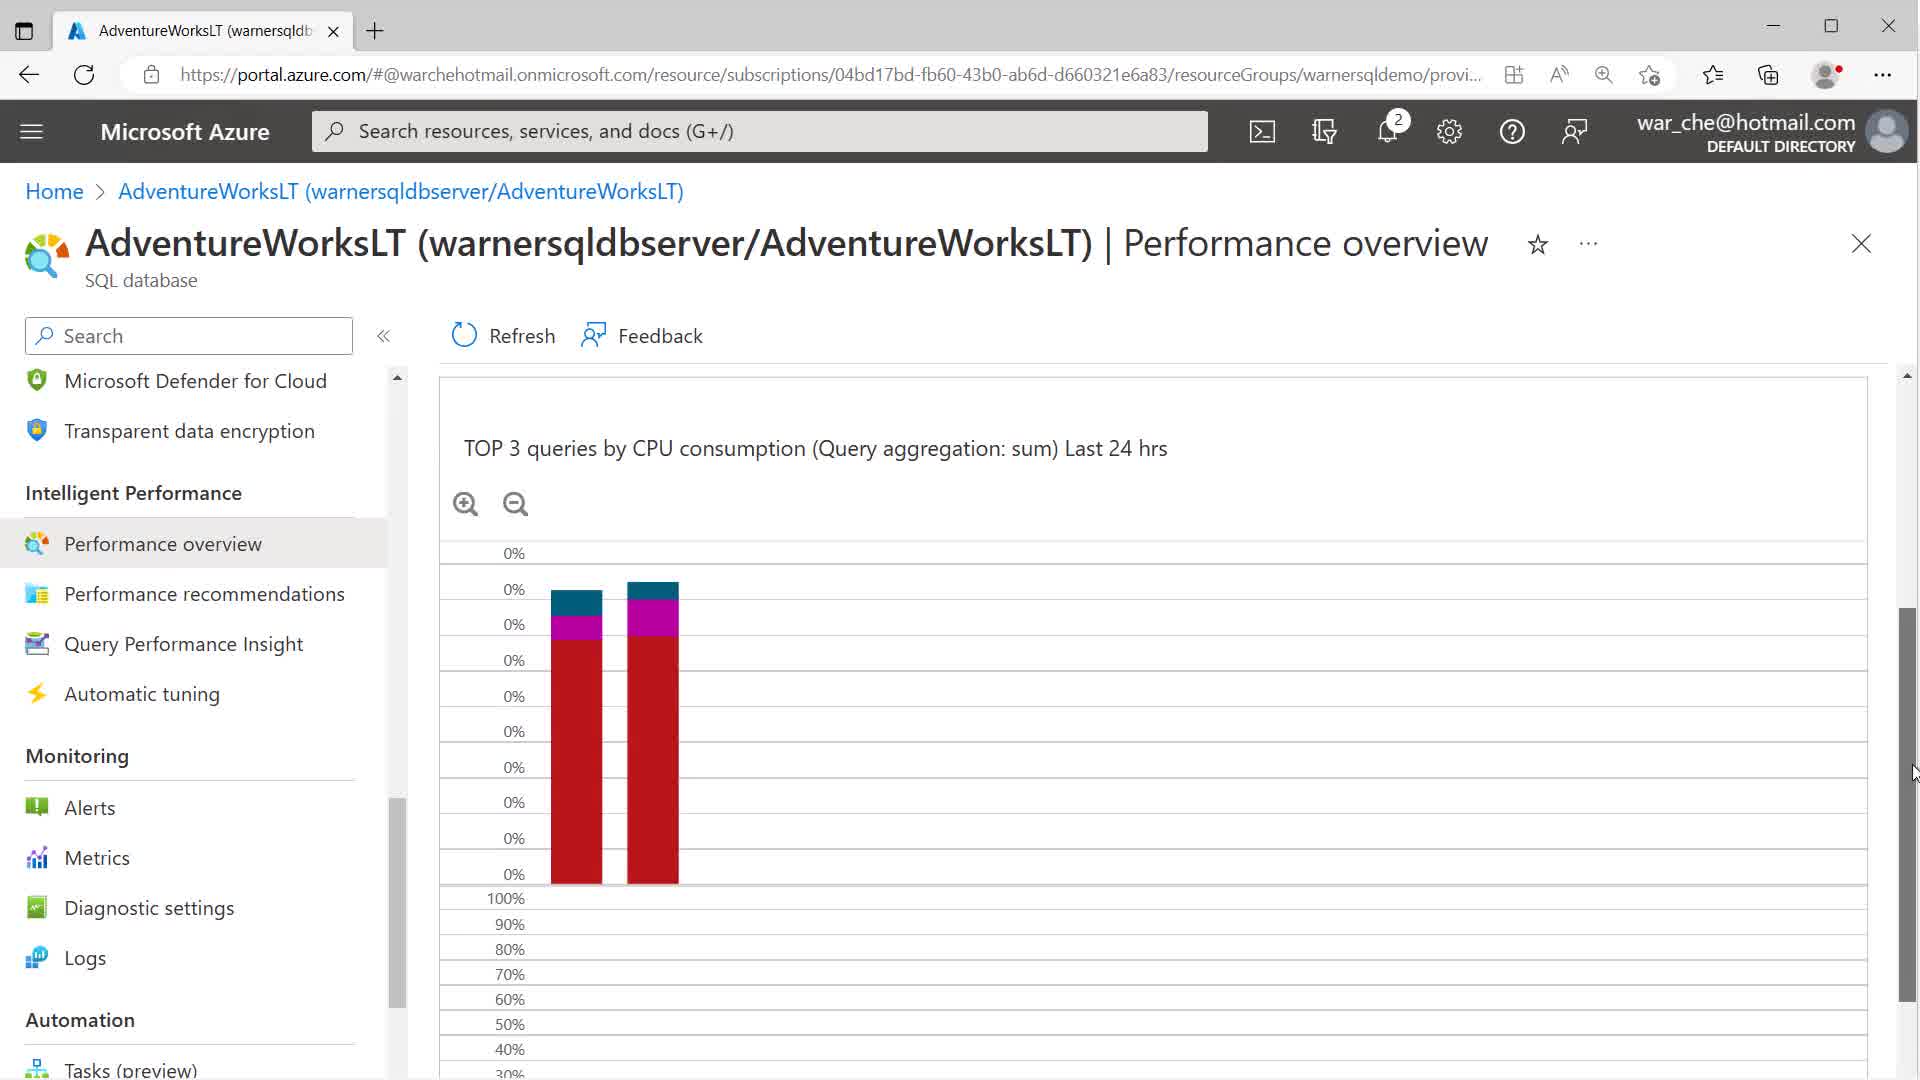 AdventureWorksLT (warnersqldb
https://portal.azure.com/#@warchehotmail.onmicrosoft.com/resource/subscriptions/04bd17bd-fb60-43b0-ab6d-d660321e6a83/resourceGroups/warnersqldemo/provi...
Microsoft Azure
Search resources, services, and docs (G+/)
2
war_che@hotmail.com
DEFAULT DIRECTORY
Home > AdventureWorksLT (warnersqldbserver/AdventureWorksLT)
AdventureWorksLT (warnersqldbserver/AdventureWorksLT) | Performance overview
SQL database
Search
Refresh
Feedback
Microsoft Defender for Cloud
Transparent data encryption
Intelligent Performance
Performance overview
Performance recommendations
Query Performance Insight
Automatic tuning
Monitoring
Alerts
Metrics
Diagnostic settings
Logs
Automation
Tasks (preview)
TOP 3 queries by CPU consumption (Query aggregation: sum) Last 24 hrs
0%
0%
0%
0%
0%
0%
0%
0%
0%
0%
100%
90%
80%
70%
60%
50%
40%
30%